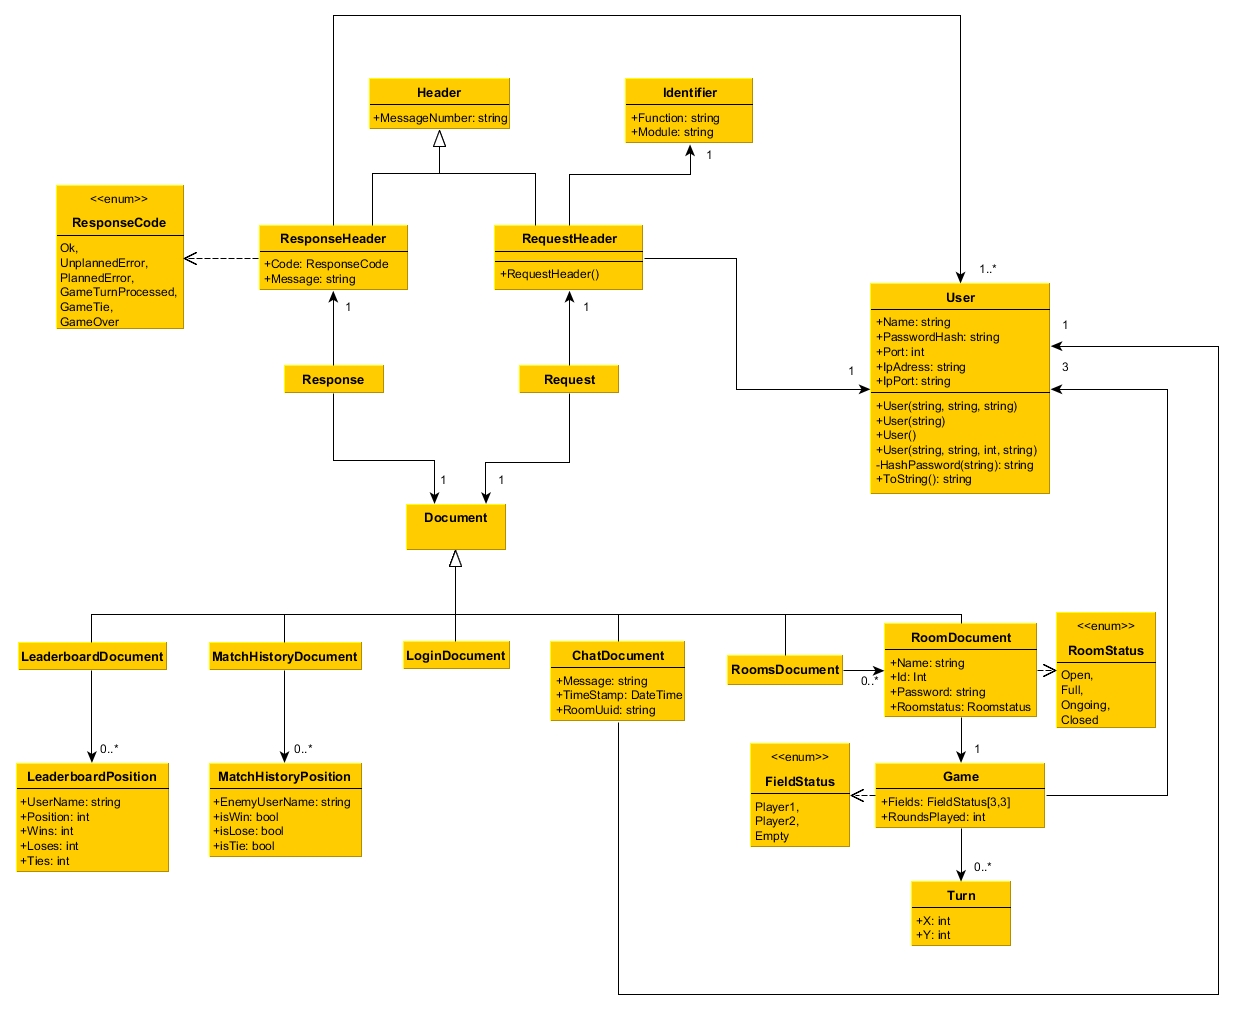 Header
+MessageNumber: string
Identifier
+Function: string
+Module: string
1
<<enum>>
ResponseCode
Ok,
UnplannedError,
PlannedError,
GameTurnProcessed,
GameTie,
GameOver
ResponseHeader
+Code: ResponseCode
+Message: string
1
RequestHeader
+RequestHeader()
1
1..*
User
+Name: string
+PasswordHash: string
+Port: int
+IpAdress: string
+IpPort: string
+User(string, string, string)
+User(string)
+User()
+User(string, string, int, string)
-HashPassword(string): string
+ToString(): string
1
3
1
Response
Request
1
1
Document
LeaderboardDocument
MatchHistoryDocument
LoginDocument
ChatDocument
+Message: string
+TimeStamp: DateTime
+RoomUuid: string
RoomsDocument
0..*
RoomDocument
+Name: string
+Id: Int
+Password: string
+Roomstatus: Roomstatus
<<enum>>
RoomStatus
Open,
Full,
Ongoing,
Closed
0..*
LeaderboardPosition
+UserName: string
+Position: int
+Wins: int
+Loses: int
+Ties: int
0..*
MatchHistoryPosition
+EnemyUserName: string
+isWin: bool
+isLose: bool
+isTie: bool
<<enum>>
FieldStatus
Player1,
Player2,
Empty
1
Game
+Fields: FieldStatus[3,3]
+RoundsPlayed: int
0..*
Turn
+X: int
+Y: int